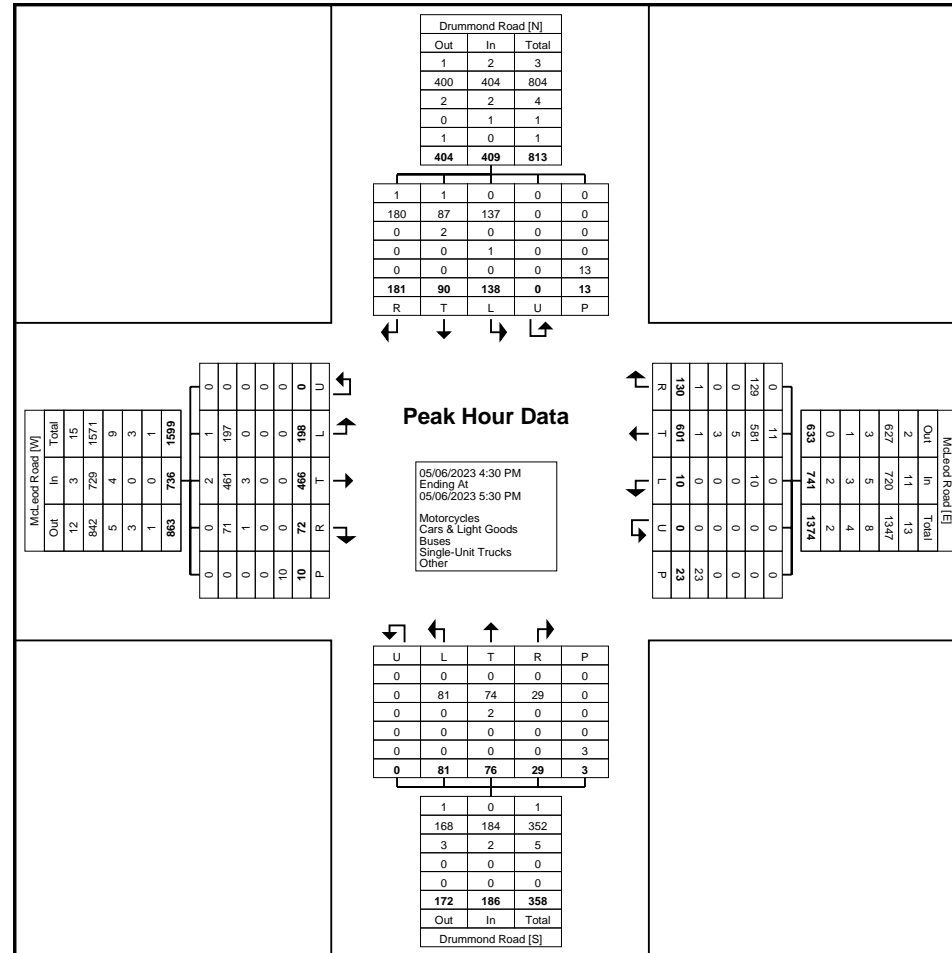 Drummond Road [N]
Out In Total
1 2 3
400 404 804
2 2 4
0 1 1
1 0 1
404 409 813
1 1 0 0 0
180 87 137 0 0
0 2 0 0 0
0 0 1 0 0
0 0 0 0 13
181 90 138 0 13
R T L U P
McLeod Road [W]
Total 15 1571 9 3 1 1599
In 3 729 4 0 0 736
Out 12 842 5 3 1 863
0 0 0 0 0 0 U
1 197 0 0 0 198 L
2 461 3 0 0 466 T
0 71 1 0 0 72 R
0 0 0 0 10 10 P
Peak Hour Data
05/06/2023 4:30 PM
Ending At
05/06/2023 5:30 PM
Motorcycles
Cars & Light Goods
Buses
Single-Unit Trucks
Other
R 130 1 0 0 129 0
T 601 1 3 5 581 11
L 10 0 0 0 10 0
U 0 0 0 0 0 0
P 23 23 0 0 0 0
McLeod Road [E]
633 0 1 3 627 2 Out
741 2 3 5 720 11 In
1374 2 4 8 1347 13 Total
U L T R P
0 0 0 0 0
0 81 74 29 0
0 0 2 0 0
0 0 0 0 0
0 0 0 0 3
0 81 76 29 3
1 0 1
168 184 352
3 2 5
0 0 0
0 0 0
172 186 358
Out In Total
Drummond Road [S]